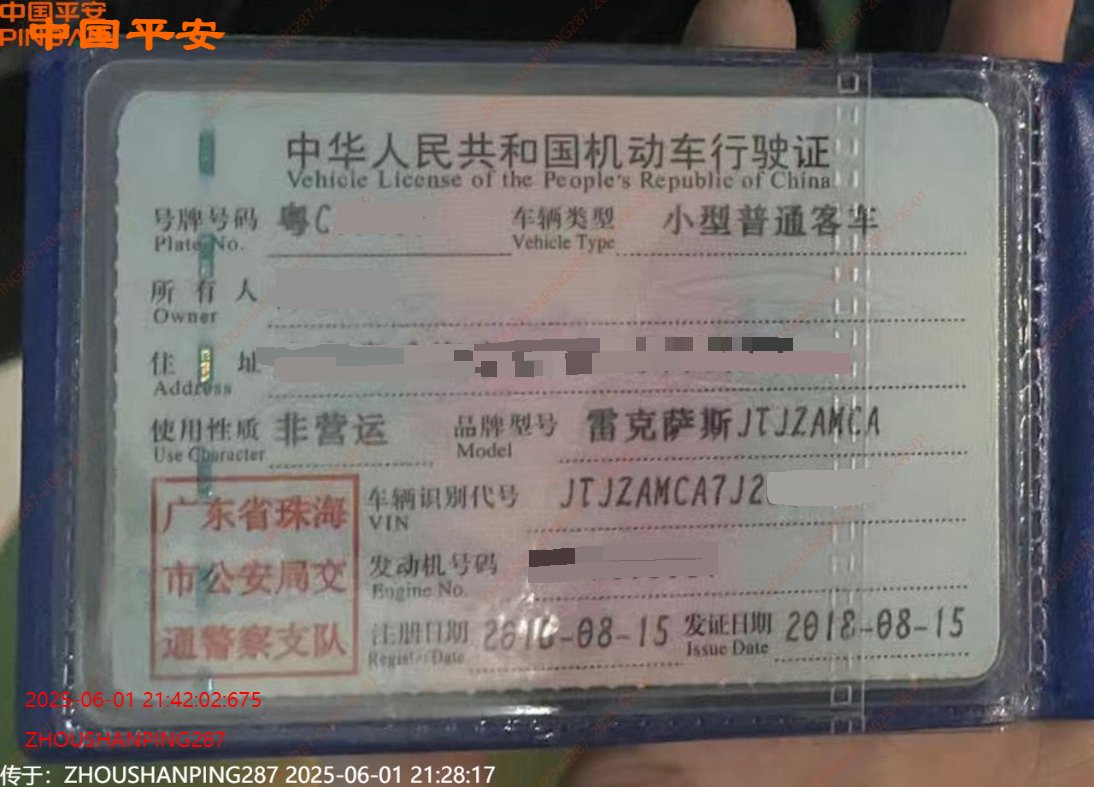 中国平安
中国平安
中华人民共和国机动车行驶证
Vehicle License of the People's Republic of China
号牌号码 粤C 车辆类型 小型普通客车
Plate No. Vehicle Type
所有人
Owner
住址
Address
使用性质 非营运 品牌型号 雷克萨斯JTJZAMCA
Use Character Model
广东省珠海 车辆识别代号 JTJZAMCA7J2
VIN
市公安局交 发动机号码
Engine No.
通警察支队 注册日期 发证日期 2018-08-15
Register Date Issue Date
2025-06-01 21:42:02:675
ZHOUSHANPING287
传于：ZHOUSHANPING287 2025-06-01 21:28:17